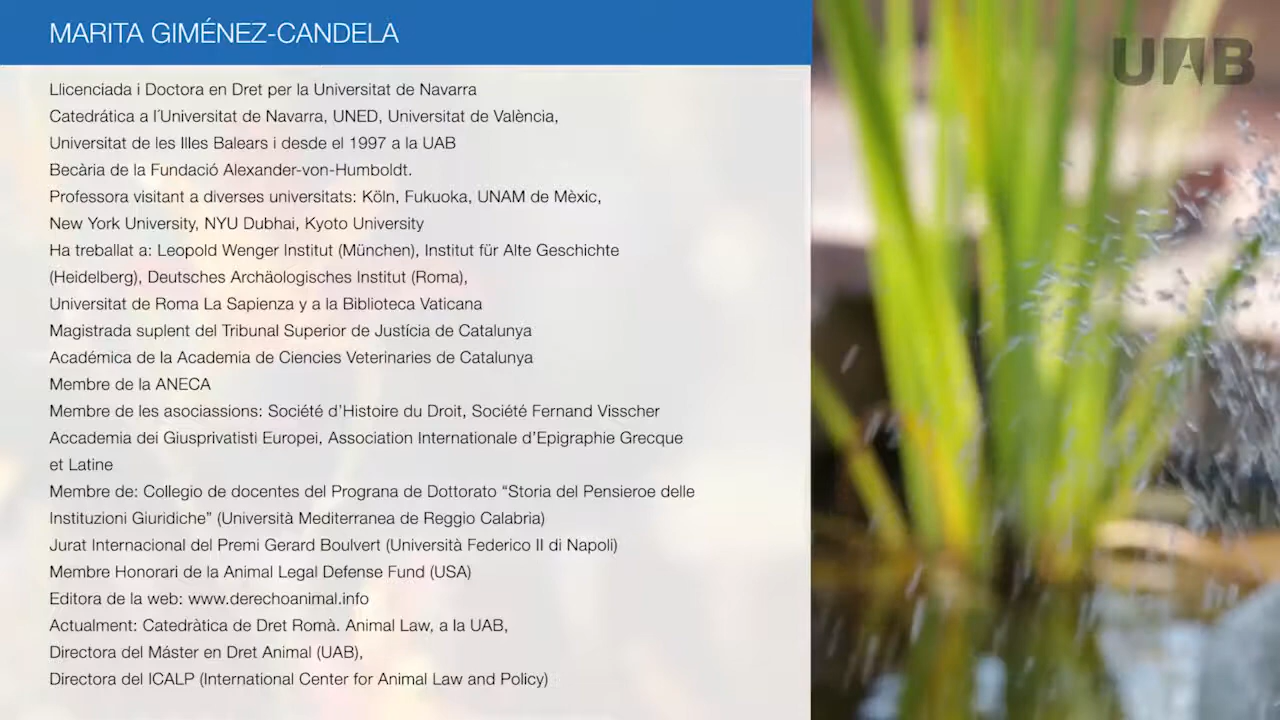 MARITA GIMÉNEZ-CANDELA
UAB
Llicenciada i Doctora en Dret per la Universitat de Navarra
Catedrática a l´Universitat de Navarra, UNED, Universitat de València,
Universitat de les Illes Balears i desde el 1997 a la UAB
Becària de la Fundació Alexander-von-Humboldt.
Professora visitant a diverses universitats: Köln, Fukuoka, UNAM de Mèxic,
New York University, NYU Dubhai, Kyoto University
Ha treballat a: Leopold Wenger Institut (München), Institut für Alte Geschichte
(Heidelberg), Deutsches Archäologisches Institut (Roma),
Universitat de Roma La Sapienza y a la Biblioteca Vaticana
Magistrada suplent del Tribunal Superior de Justícia de Catalunya
Académica de la Academia de Ciencies Veterinaries de Catalunya
Membre de la ANECA
Membre de les asociassions: Société d’Histoire du Droit, Société Fernand Visscher
Accademia dei Giusprivatisti Europei, Association Internationale d’Epigraphie Grecque
et Latine
Membre de: Collegio de docentes del Prograna de Dottorato “Storia del Pensieroe delle
Instituzioni Giuridiche” (Università Mediterranea de Reggio Calabria)
Jurat Internacional del Premi Gerard Boulvert (Università Federico II di Napoli)
Membre Honorari de la Animal Legal Defense Fund (USA)
Editora de la web: www.derechoanimal.info
Actualment: Catedràtica de Dret Romà. Animal Law, a la UAB,
Directora del Máster en Dret Animal (UAB),
Directora del ICALP (International Center for Animal Law and Policy)